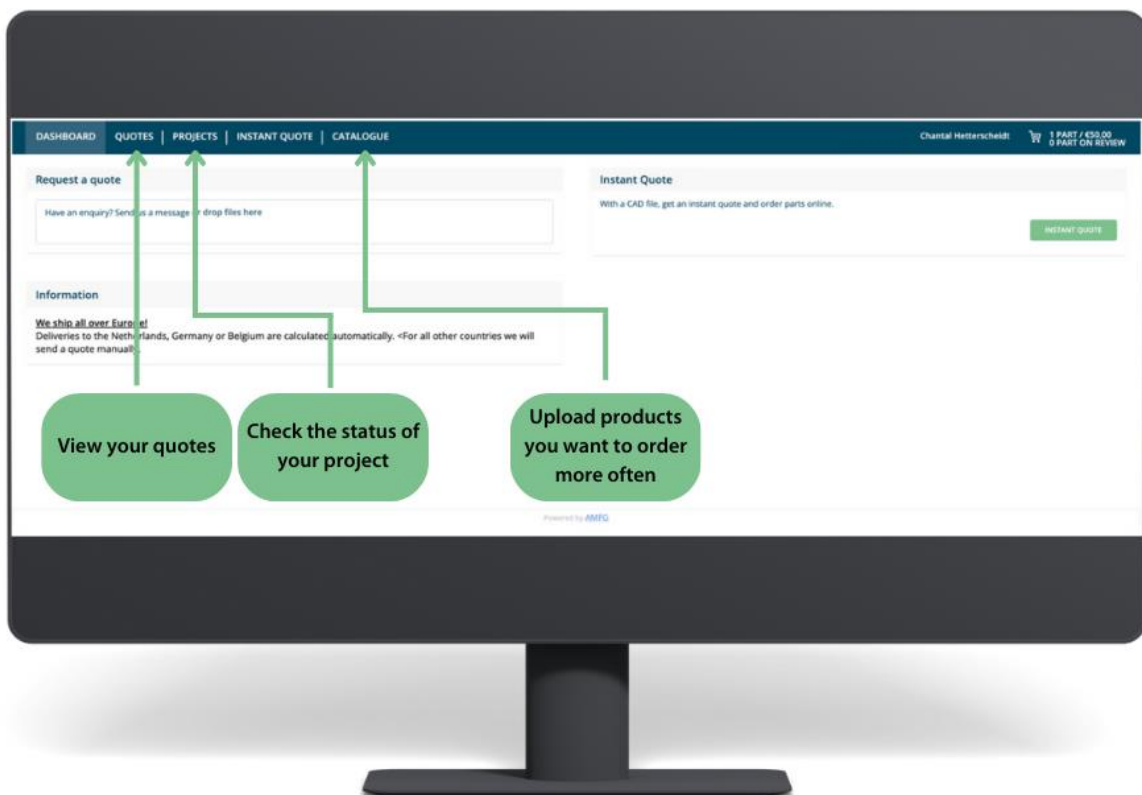 DASHBOARD QUOTES | PROJECTS | INSTANT QUOTE | CATALOGUE
Chantal Hetterscheidt
1 PART / €50,00
0 PART ON REVIEW
Request a quote
Have an enquiry? Send us a message or drop files here
Instant Quote
With a CAD file, get an instant quote and order parts online.
INSTANT QUOTE
Information
We ship all over Europe!
Deliveries to the Netherlands, Germany or Belgium are calculated automatically. <For all other countries we will
send a quote manually.
View your quotes
Check the status of
your project
Upload products
you want to order
more often
Powered by AMFG